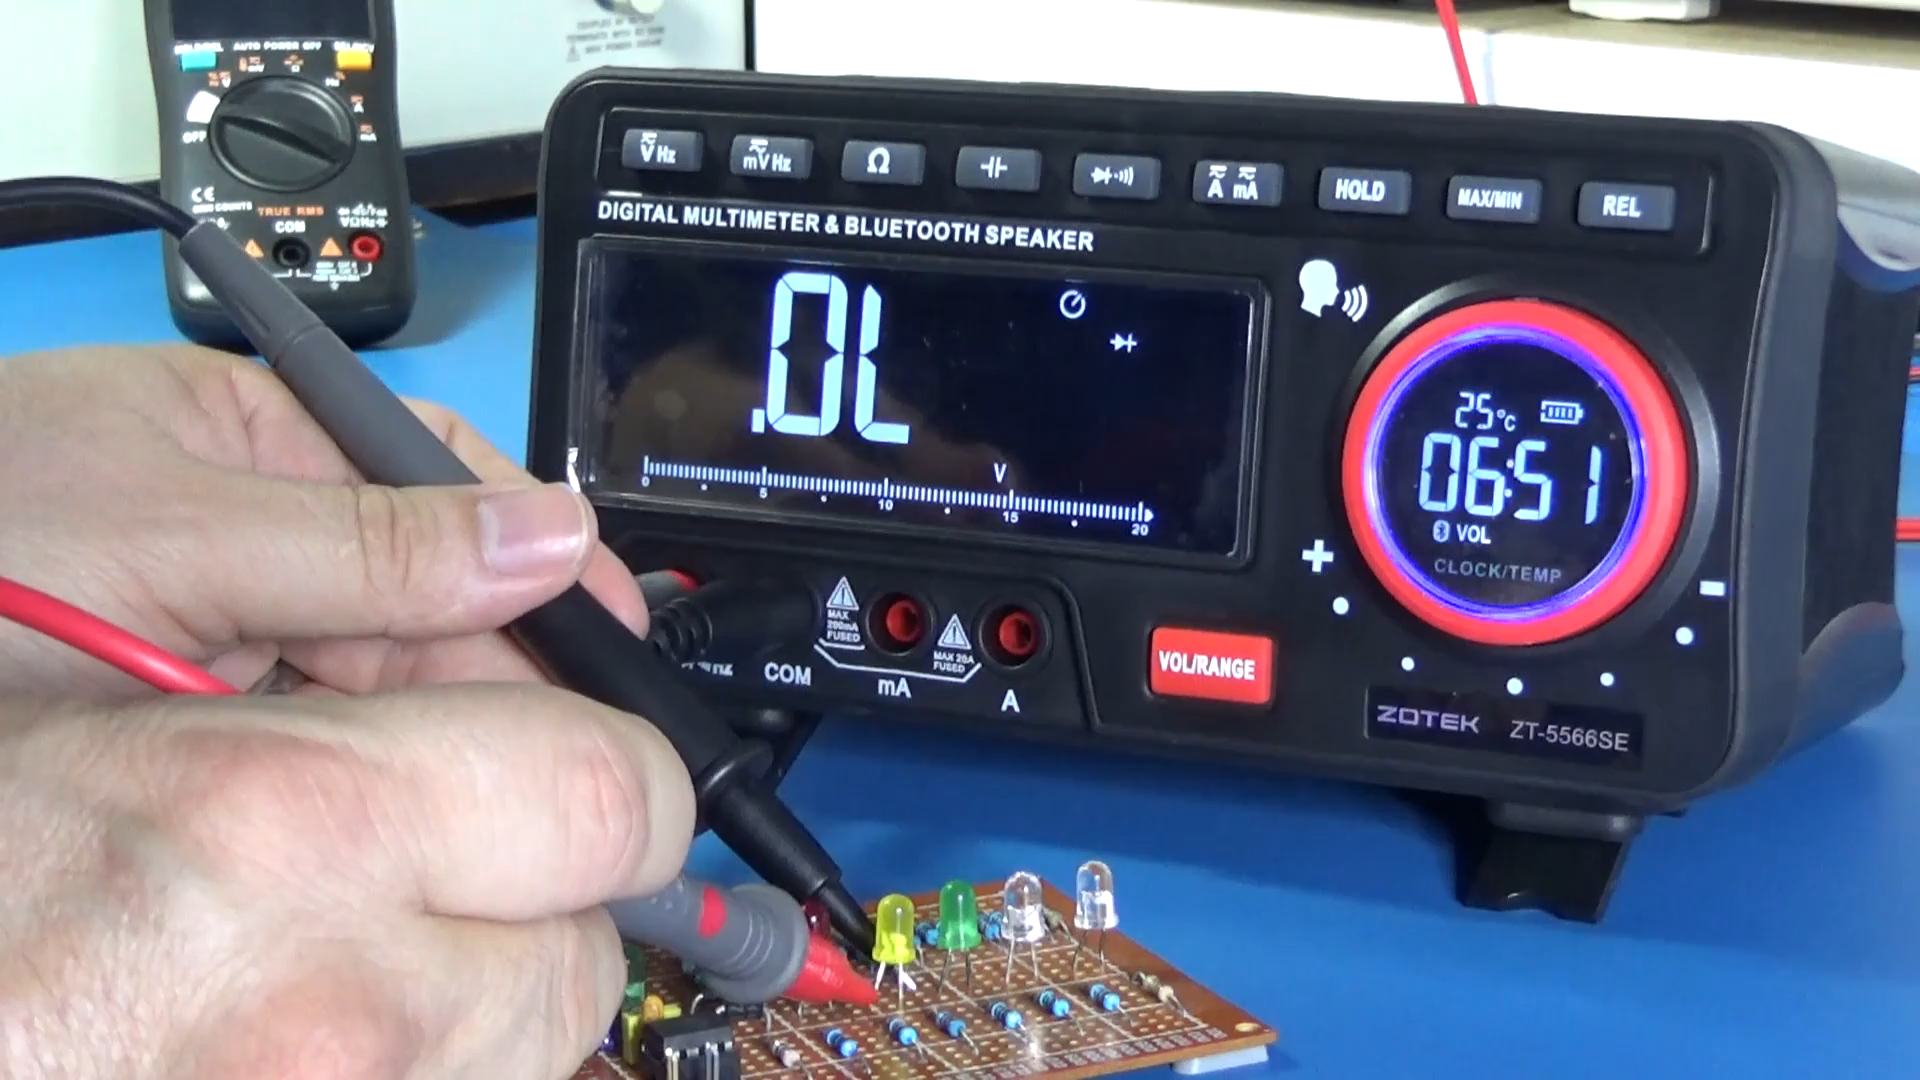 AUTO POWER OFF
SELECT
OFF
TRUE RMS
COM
V Hz
mV Hz
Ω
A mA
HOLD
MAX/MIN
REL
DIGITAL MULTIMETER & BLUETOOTH SPEAKER
.0L
V
0 5 10 15 20
25°C
06:51
VOL
CLOCK/TEMP
+
-
MAX
200mA
FUSED
MAX 20A
FUSED
COM
mA
A
VOL/RANGE
ZOTEK ZT-5566SE